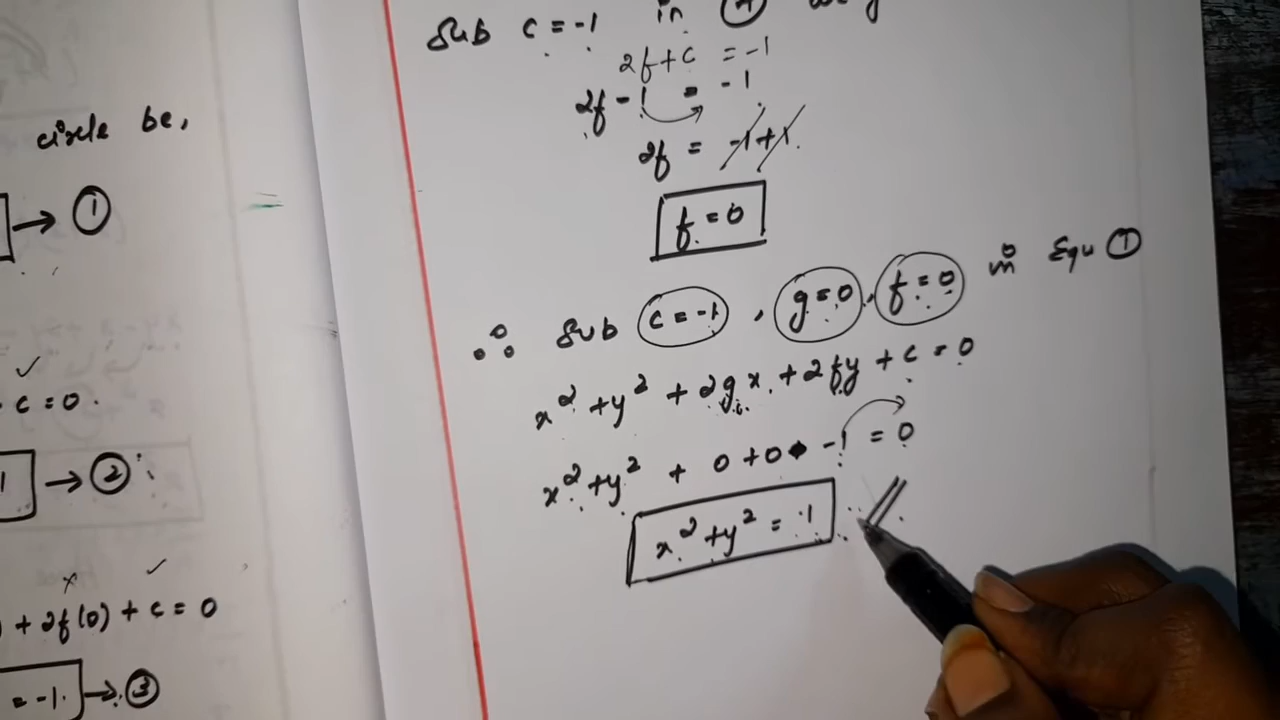 circle be,
→ ①
c = 0.
1 → ②
+ 2f(0) + c = 0
= -1. → ③
Sub c = -1 in ④
2f + c = -1
2f - 1 = -1
2f = -1 + 1
f = 0
∴ Sub c = -1, g = 0, f = 0 in Equ ①
x² + y² + 2gx + 2fy + c = 0
x² + y² + 0 + 0 - 1 = 0
x² + y² = 1